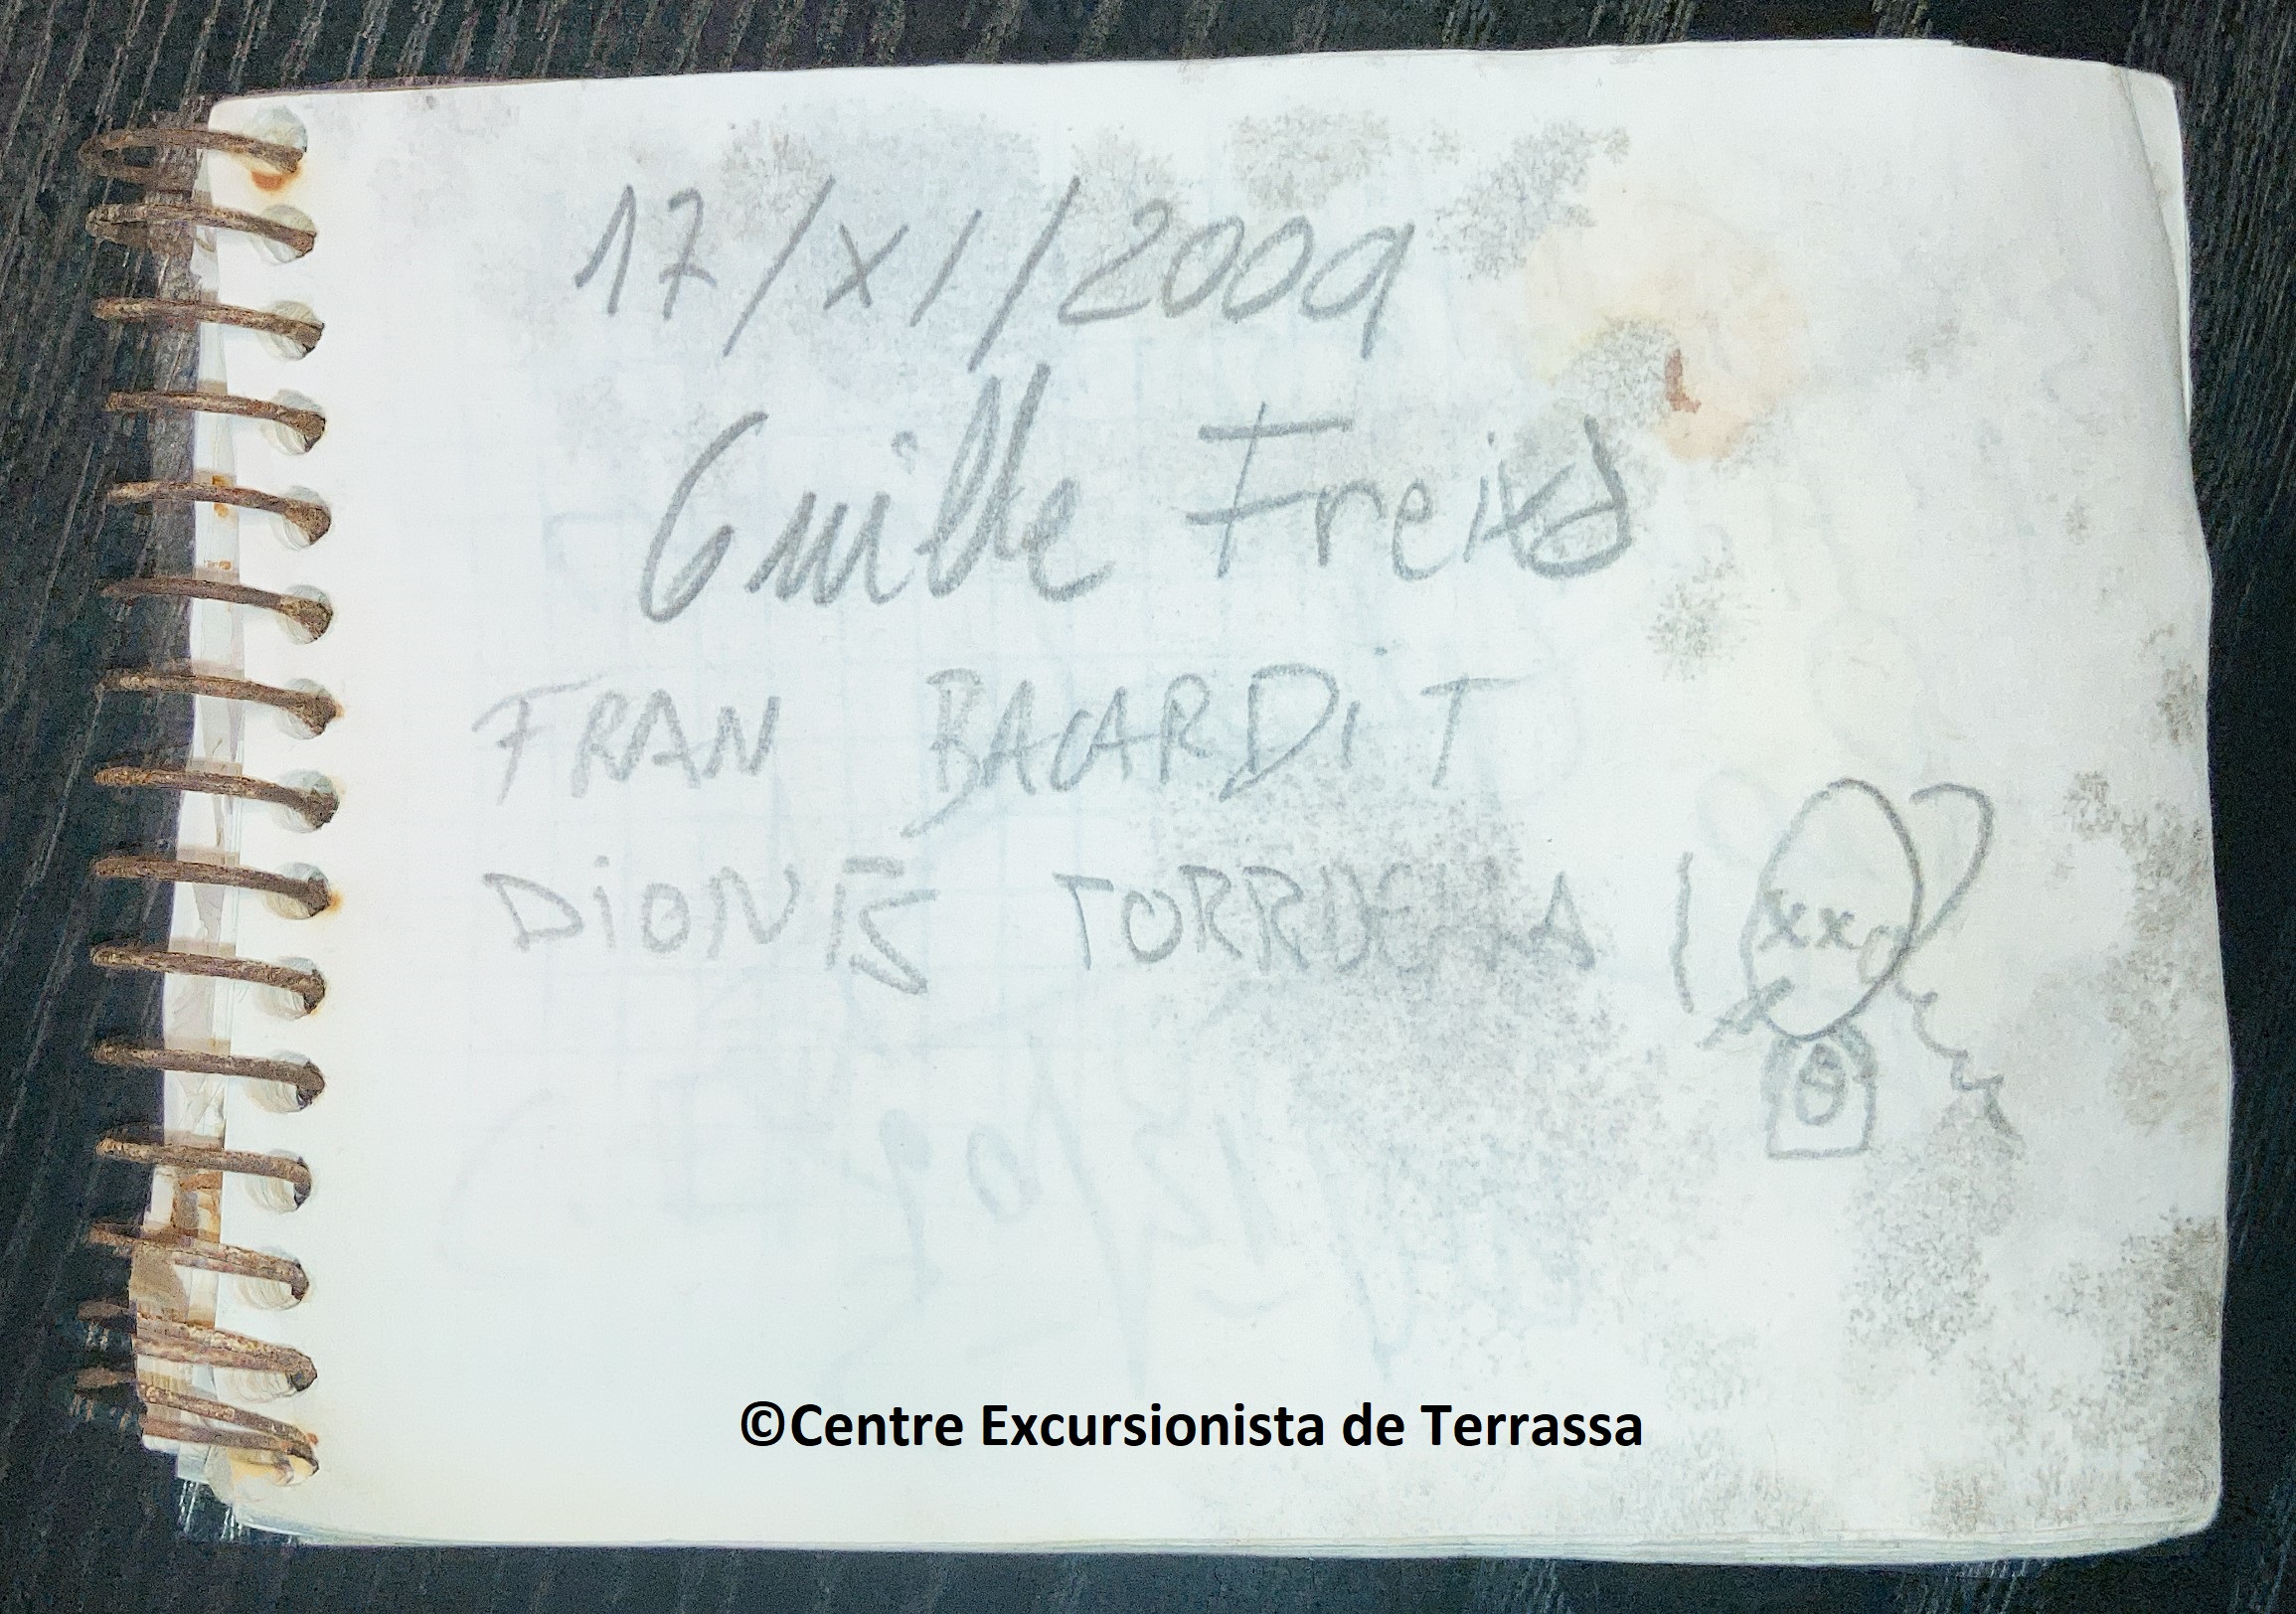 17/XI/2009
Guille Freixa
FRAN BACARDiT
DiONÍS TORRUELLA
©Centre Excursionista de Terrassa